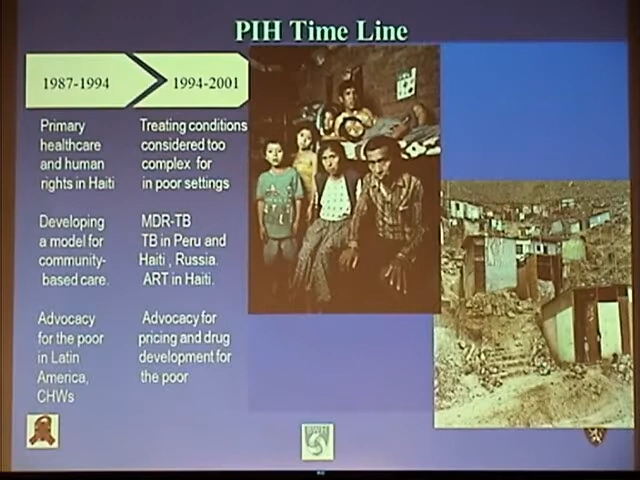 PIH Time Line
1987-1994
1994-2001
Primary
healthcare
and human
rights in Haiti
Developing
a model for
community-
based care.
Advocacy
for the poor
in Latin
America,
CHWs
Treating conditions
considered too
complex for
in poor settings
MDR-TB
TB in Peru and
Haiti , Russia.
ART in Haiti.
Advocacy for
pricing and drug
development for
the poor